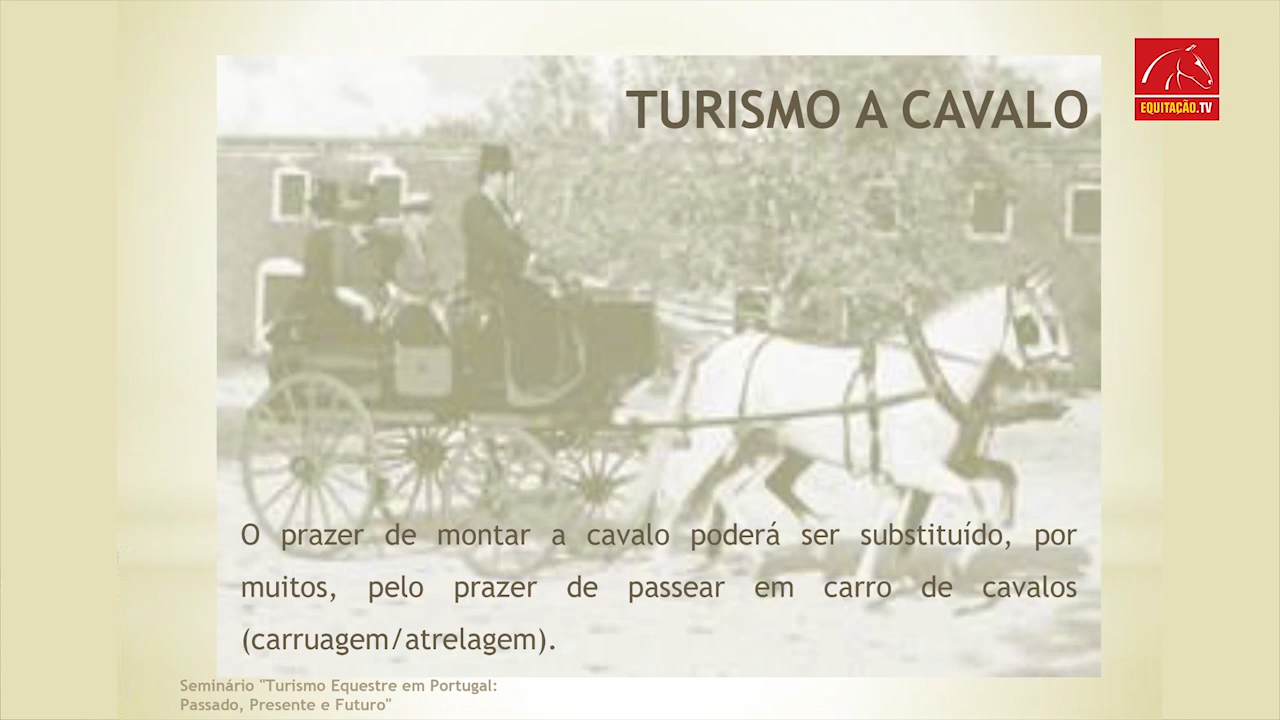 TURISMO A CAVALO
EQUITAÇÃO.TV
O prazer de montar a cavalo poderá ser substituído, por
muitos, pelo prazer de passear em carro de cavalos
(carruagem/atrelagem).
Seminário "Turismo Equestre em Portugal:
Passado, Presente e Futuro"